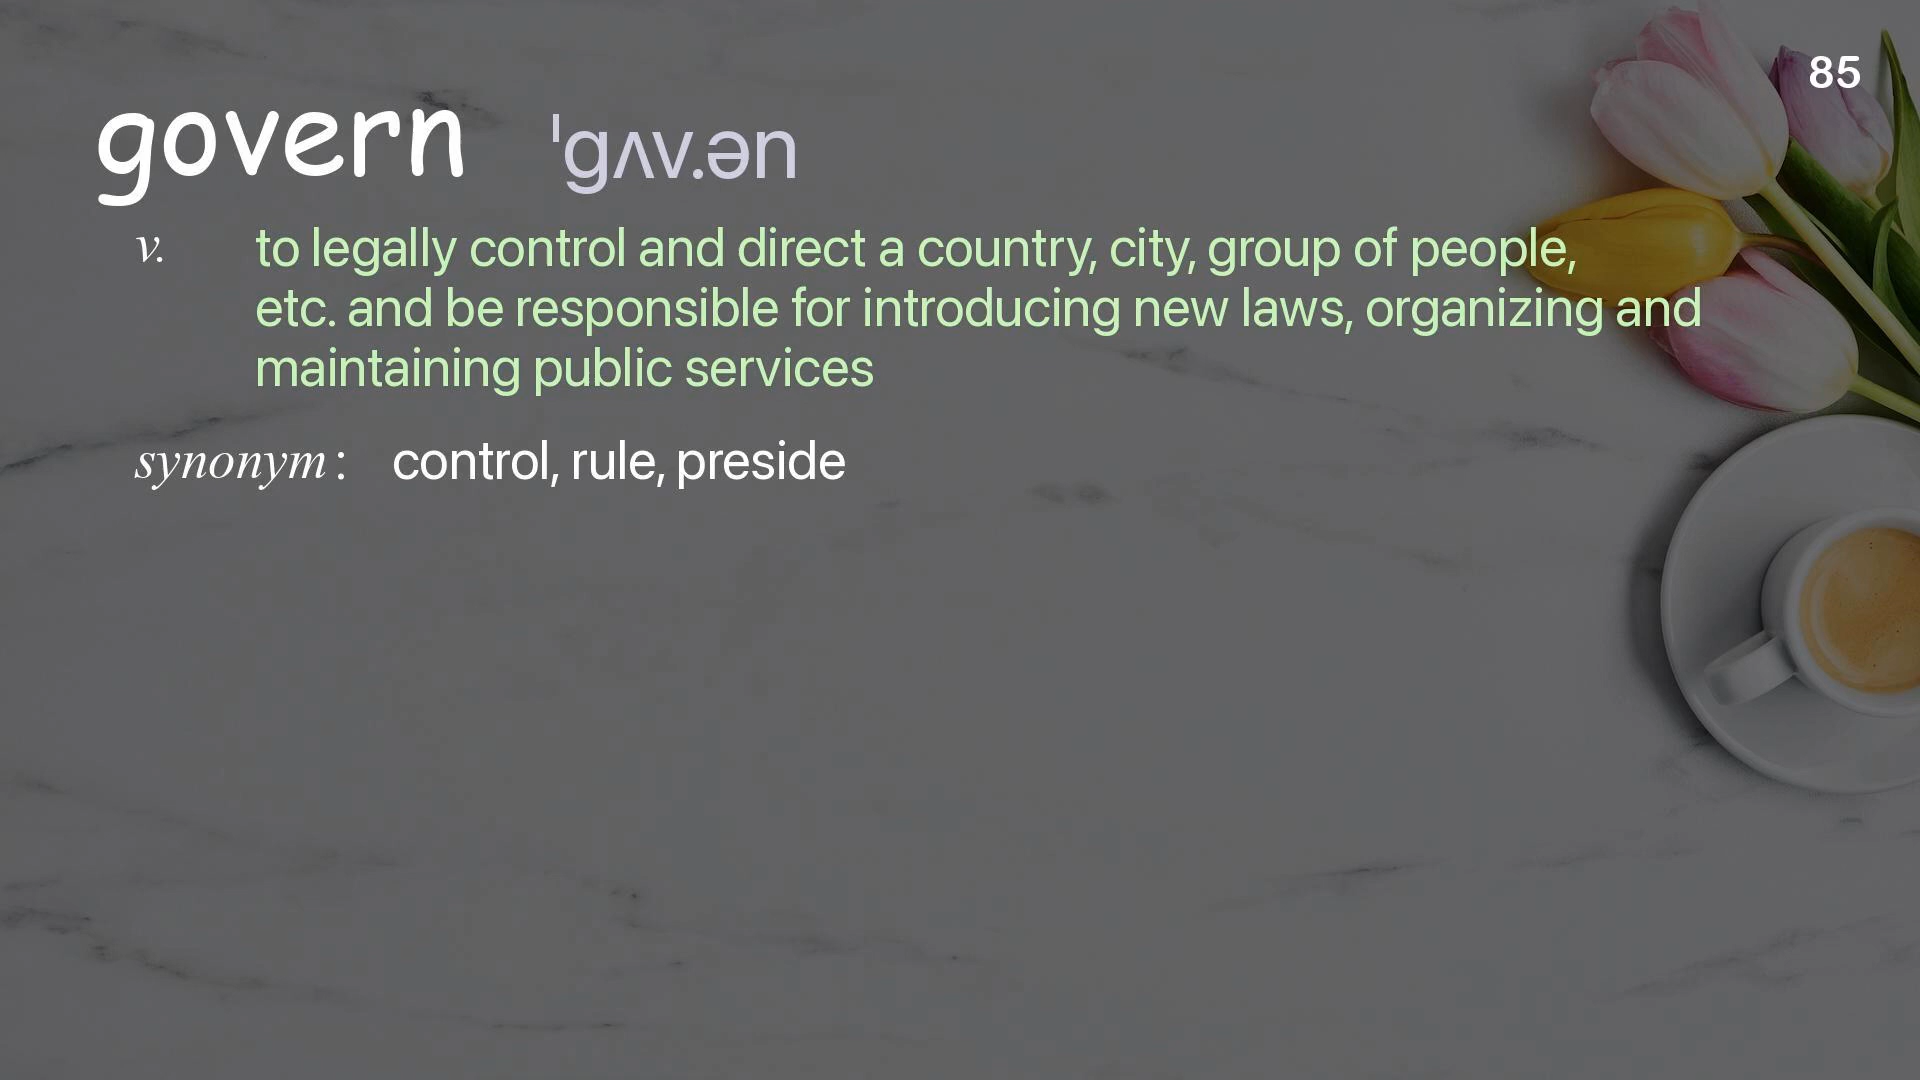 85
govern ˈɡʌv.ən
v. to legally control and direct a country, city, group of people,
etc. and be responsible for introducing new laws, organizing and
maintaining public services
synonym : control, rule, preside